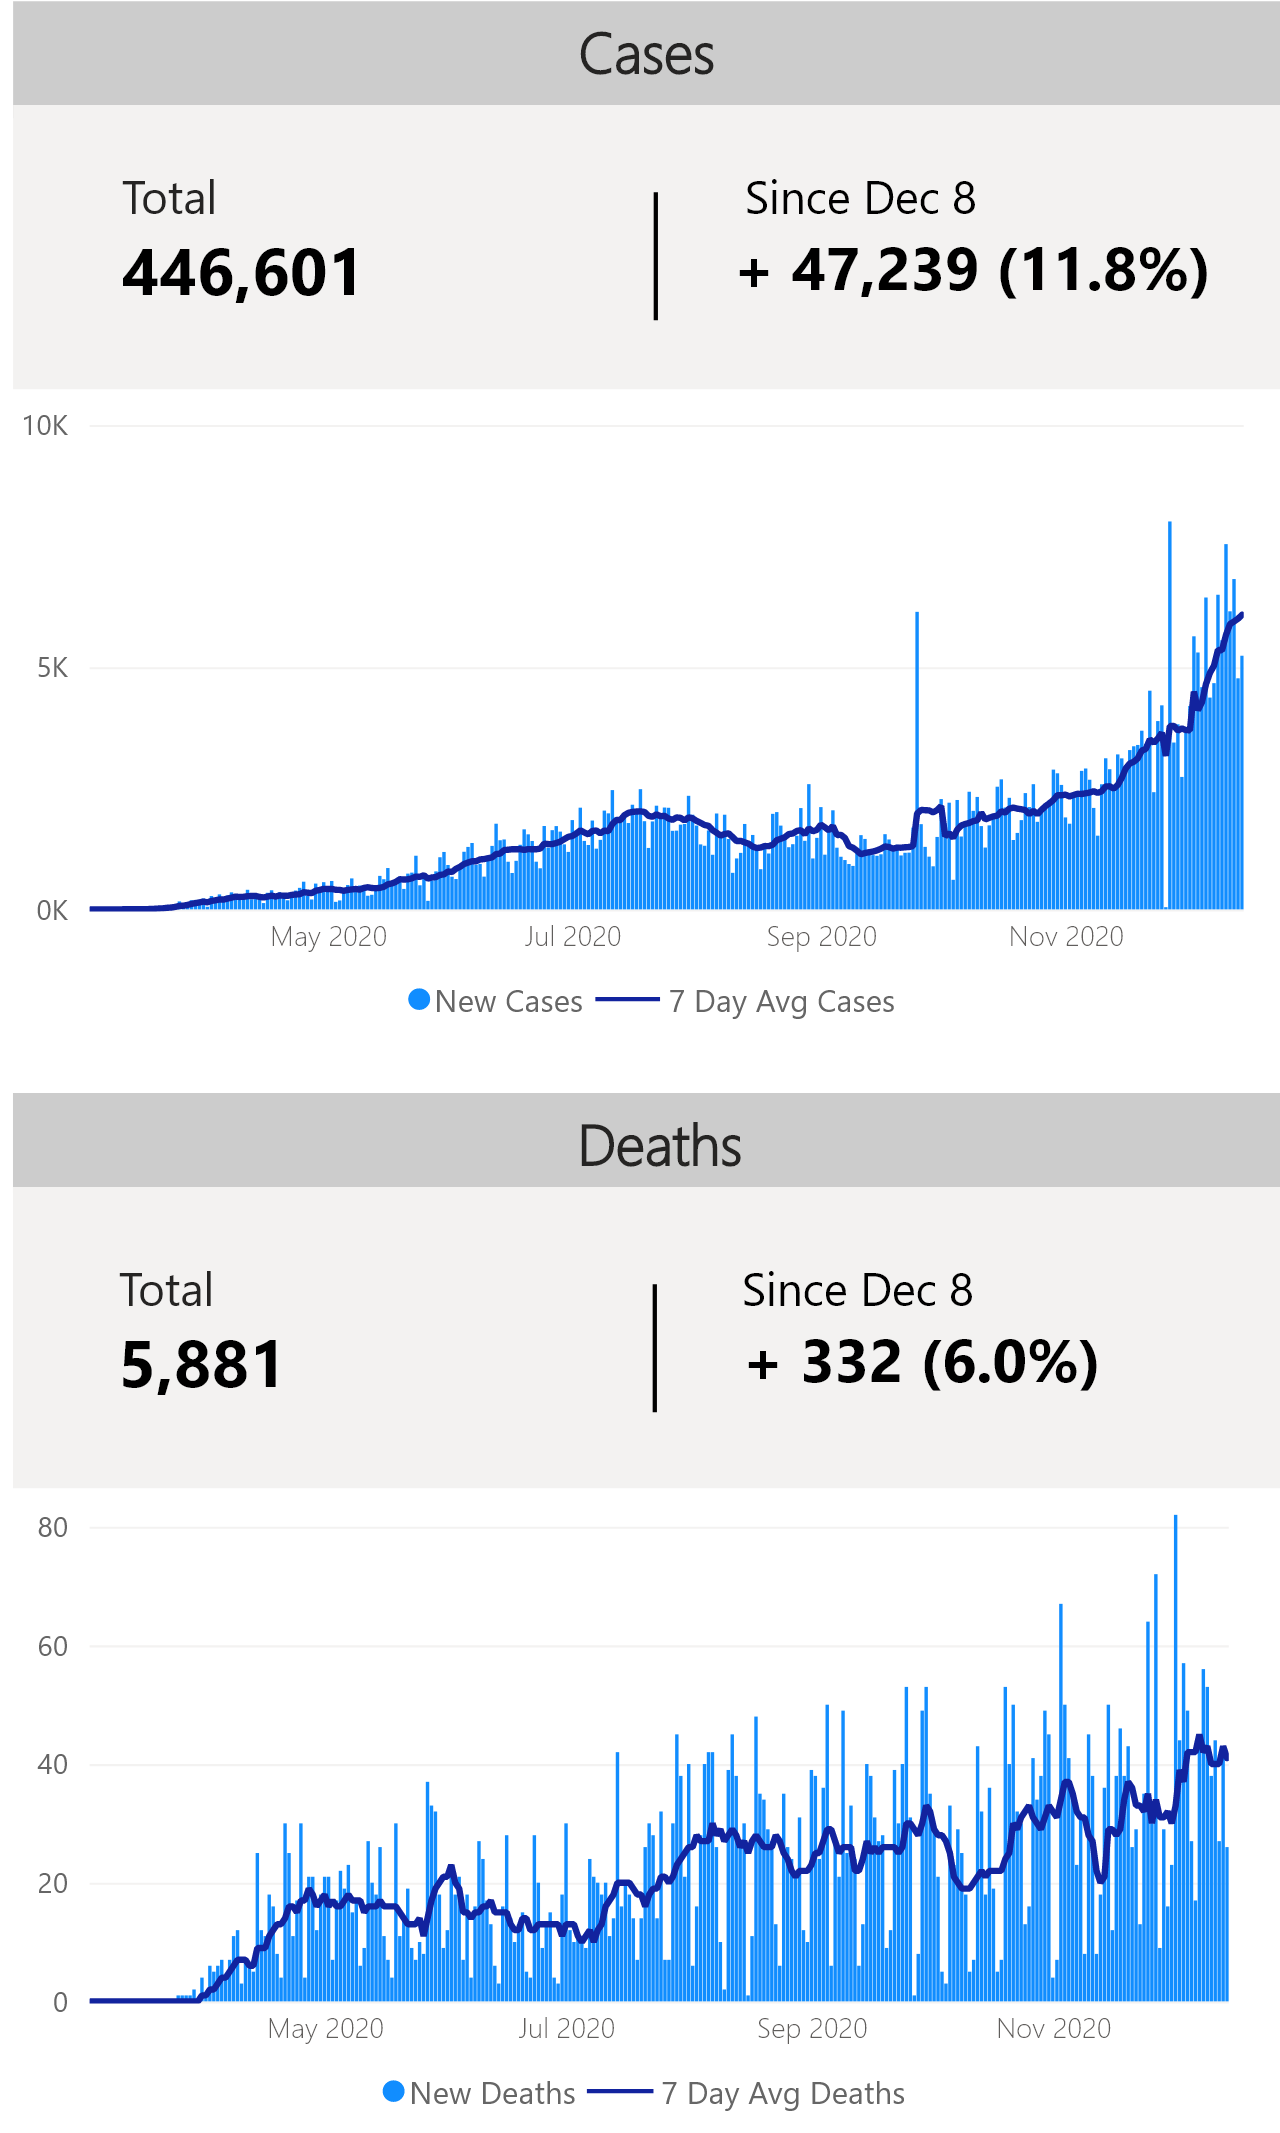 Cases
Total
Since Dec 8
446,601
+ 47,239 (11.8%)
10K
5K
0K
May 2020
Jul 2020
Sep 2020
Nov 2020
New Cases
7 Day Avg Cases
Deaths
Total
Since Dec 8
5,881
+ 332 (6.0%)
80
60
40
20
0
May 2020
Jul 2020
Sep 2020
Nov 2020
New Deaths
7 Day Avg Deaths